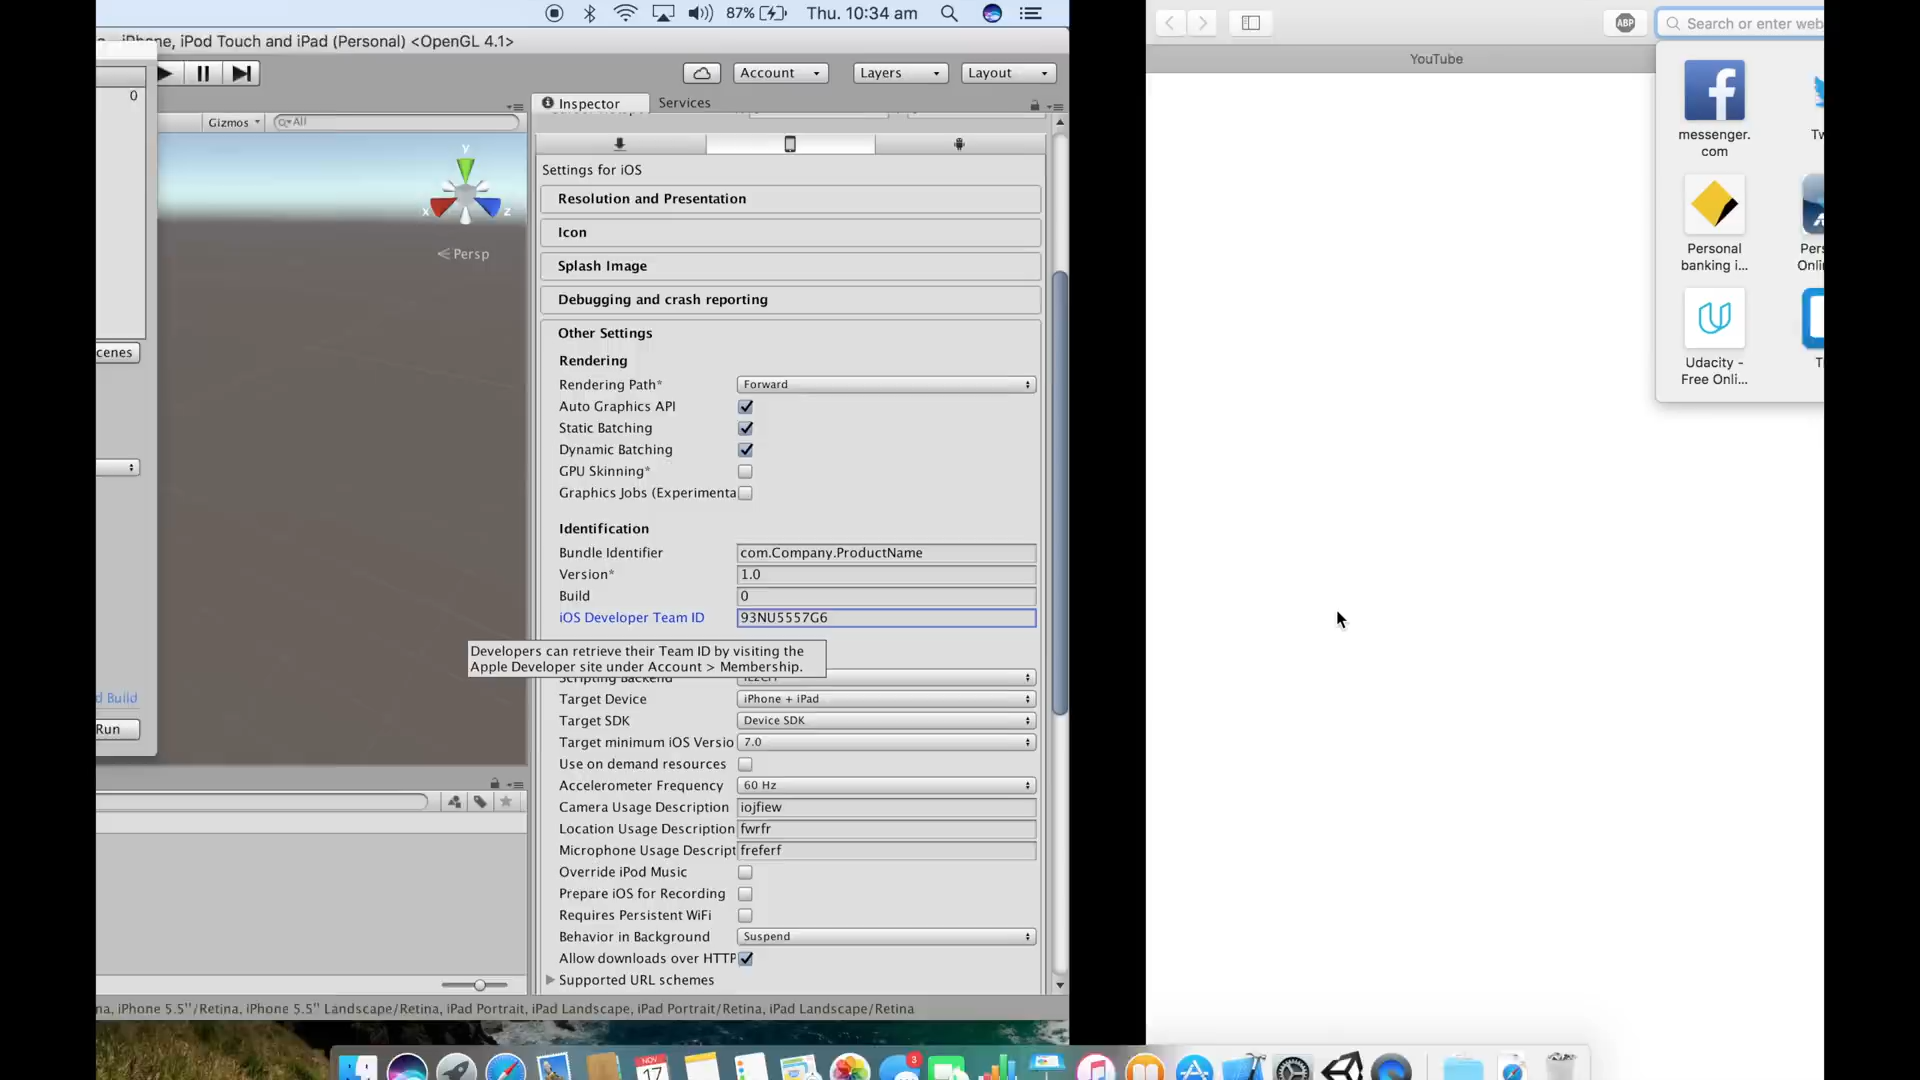 87% Thu. 10:34 am
iPhone, iPod Touch and iPad (Personal) <OpenGL 4.1>
Account Layers Layout
0
Inspector Services
Gizmos All
y
x z
Persp
Settings for iOS
Resolution and Presentation
Icon
Splash Image
Debugging and crash reporting
Other Settings
Rendering
Rendering Path* Forward
Auto Graphics API
Static Batching
Dynamic Batching
GPU Skinning*
Graphics Jobs (Experimenta
Identification
Bundle Identifier com.Company.ProductName
Version* 1.0
Build 0
iOS Developer Team ID 93NU5557G6
Developers can retrieve their Team ID by visiting the
Apple Developer site under Account > Membership.
Scripting Backend
Target Device iPhone + iPad
Target SDK Device SDK
Target minimum iOS Versio 7.0
Use on demand resources
Accelerometer Frequency 60 Hz
Camera Usage Description iojfiew
Location Usage Description fwrfr
Microphone Usage Descript freferf
Override iPod Music
Prepare iOS for Recording
Requires Persistent WiFi
Behavior in Background Suspend
Allow downloads over HTTP
Supported URL schemes
cenes
d Build
Run
na, iPhone 5.5"/Retina, iPhone 5.5" Landscape/Retina, iPad Portrait, iPad Landscape, iPad Portrait/Retina, iPad Landscape/Retina
ABP Search or enter web
YouTube
messenger.
com
Tw
Personal
banking i...
Pers
Onli
Udacity -
Free Onli...
T
NOV
17
3